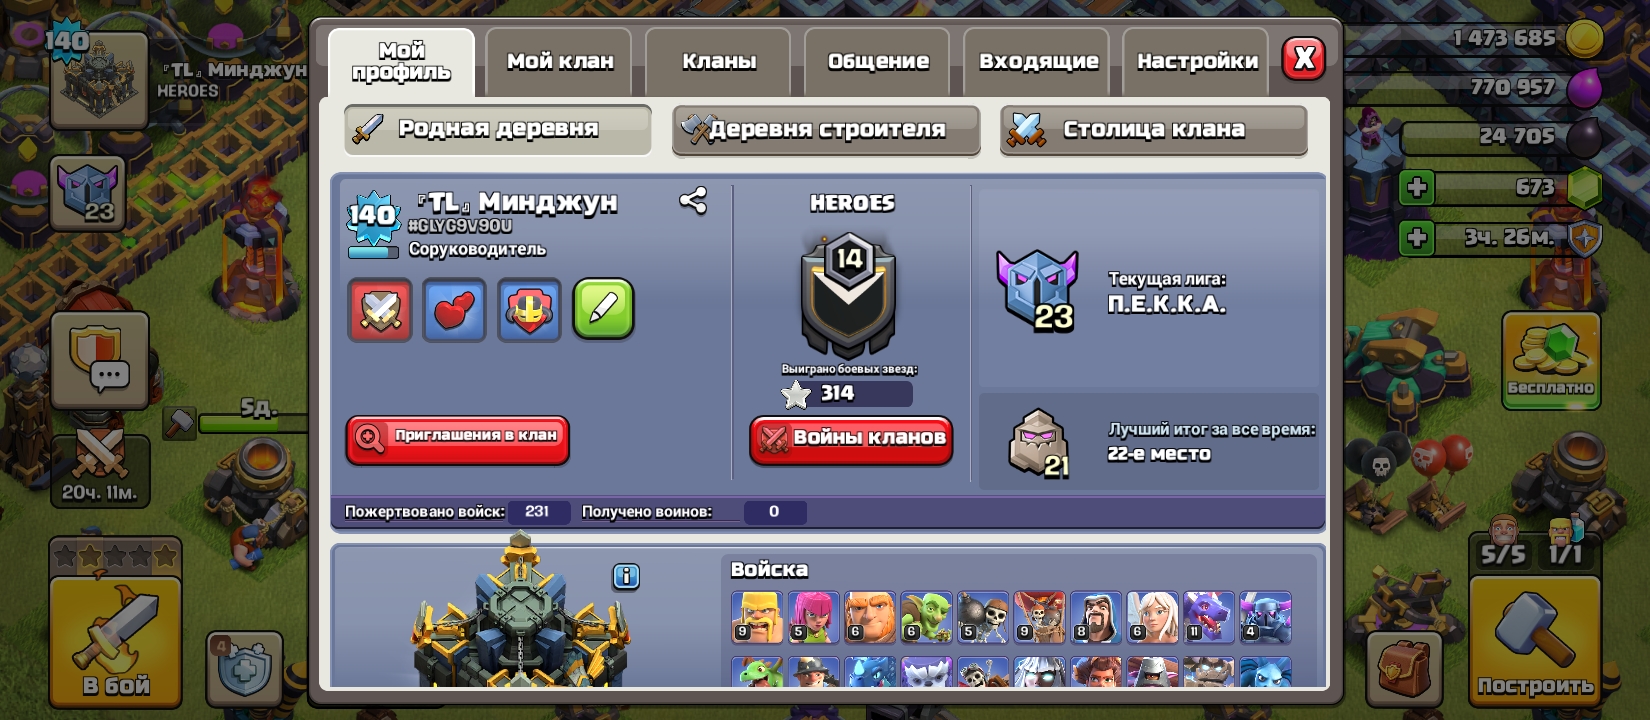 140
『TL』 Минджун
HEROES
23
5д.
20ч. 11м.
В бой
4
Мой профиль
Мой клан
Кланы
Общение
Входящие
Настройки
X
Родная деревня
Деревня строителя
Столица клана
140
『TL』 Минджун
#GLYG9V90U
Соруководитель
Приглашения в клан
HEROES
14
Выиграно боевых звезд:
314
Войны кланов
23
Текущая лига:
П.Е.К.К.А.
21
Лучший итог за все время:
22-е место
Пожертвовано войск: 231
Получено воинов: 0
i
Войска
9 5 6 6 5 9 8 6 11 4
1 473 685
770 957
24 705
673
3ч. 26м.
Бесплатно
5/5
1/1
Построить